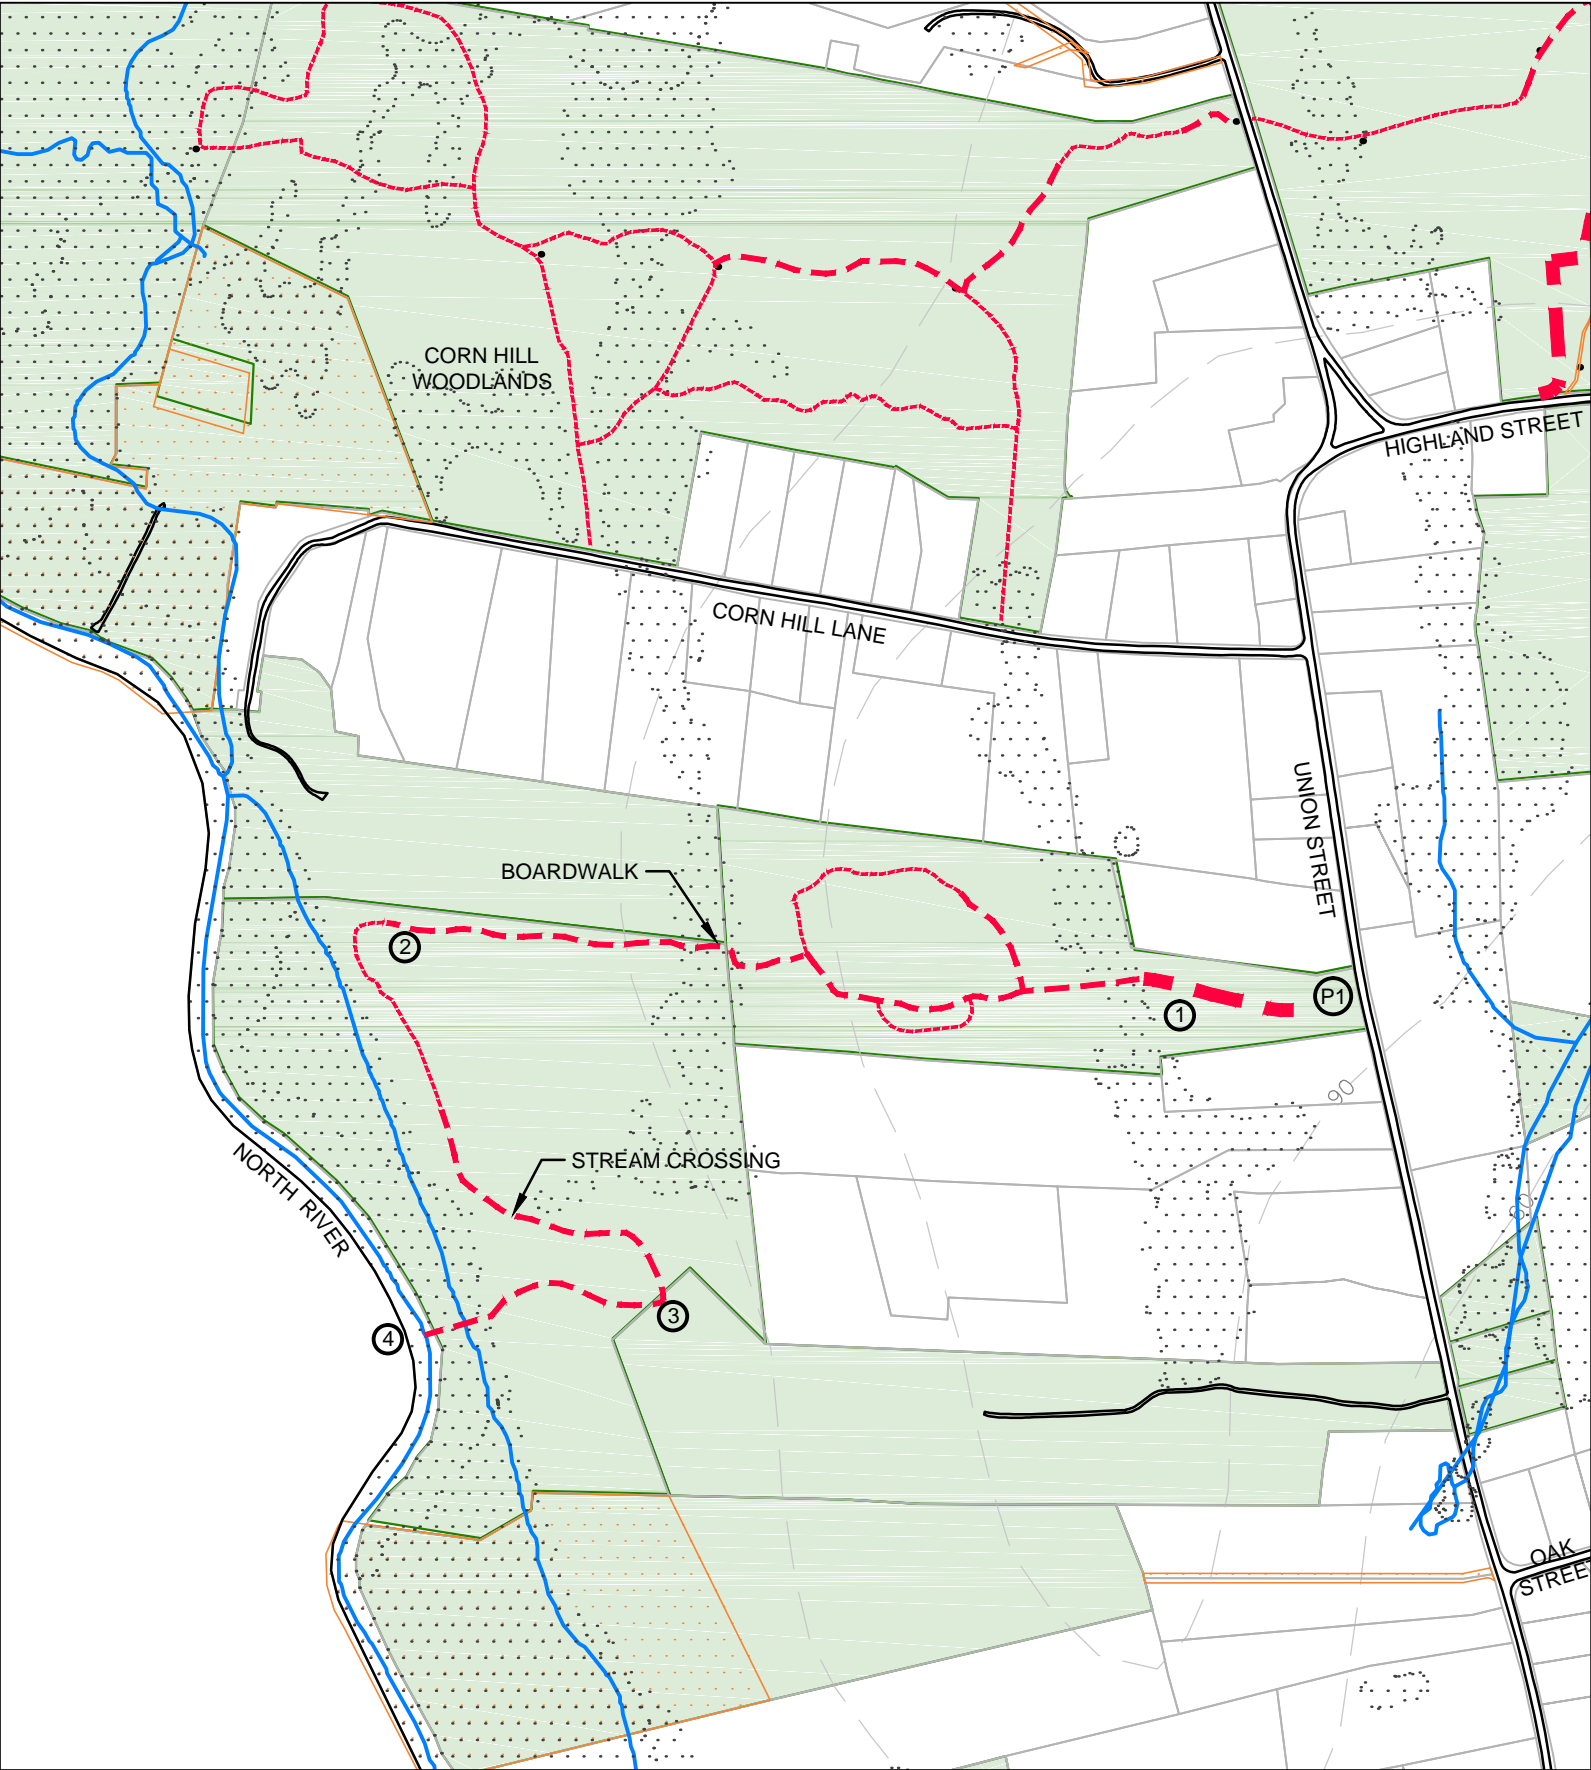 CORN HILL
WOODLANDS
HIGHLAND STREET
CORN HILL LANE
UNION STREET
BOARDWALK
2
P1
1
90
STREAM CROSSING
NORTH RIVER
3
4
OAK
STREE